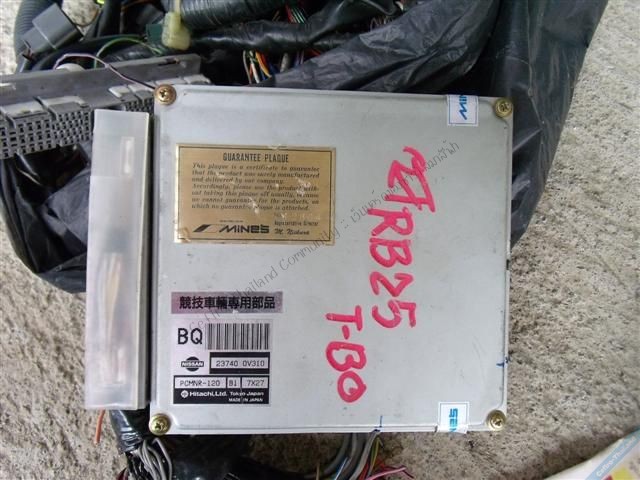 GUARANTEE PLAQUE
This plaque is a certificate to guarantee
that the product was surely manufactured
and delivered by our company.
Accordingly, please use the product with-
out taking this plaque off usually, because
we cannot guarantee for the products, on
which no guarantee plaque is attached.
MINES
M. Niikura
競技車輛専用部品
BQ
NISSAN
23740 0V310
PCMNR-120 B1 7X27
Hitachi, Ltd. Tokyo Japan
MADE IN JAPAN
RB25
T-BO
MINE